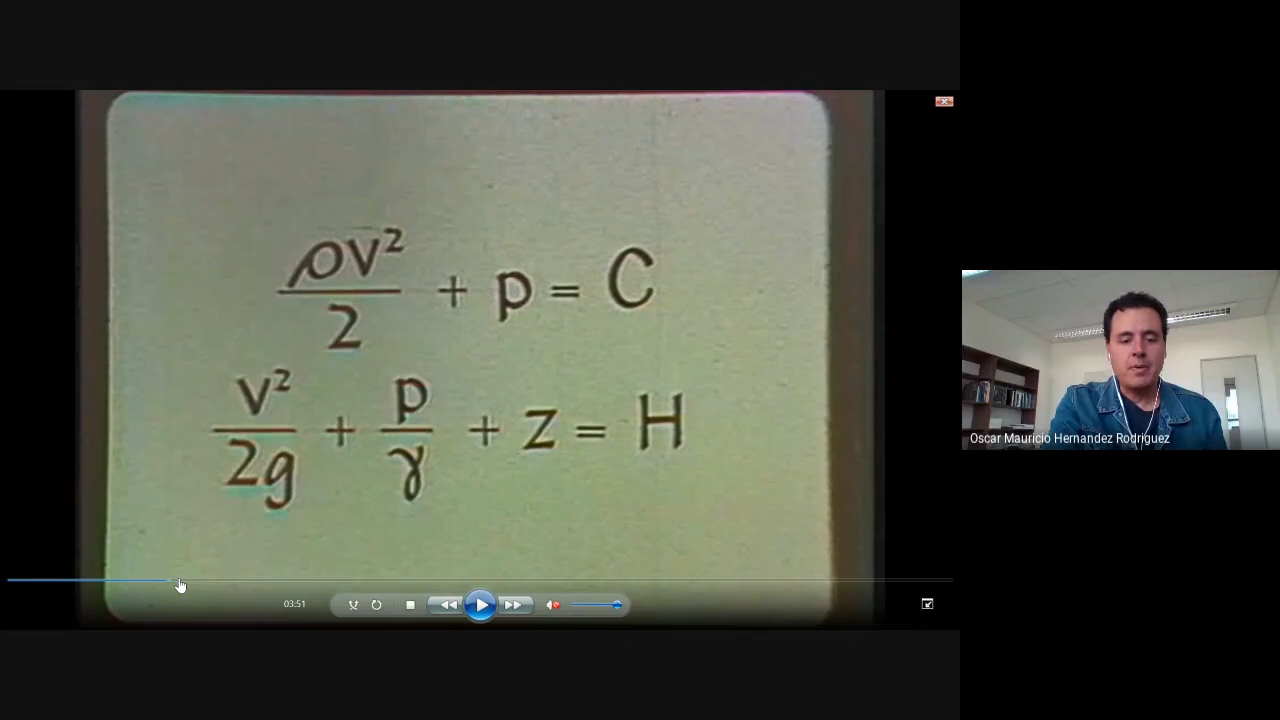 ρv²/2 + p = C
v²/2g + p/γ + z = H
03:51
Oscar Mauricio Hernandez Rodriguez